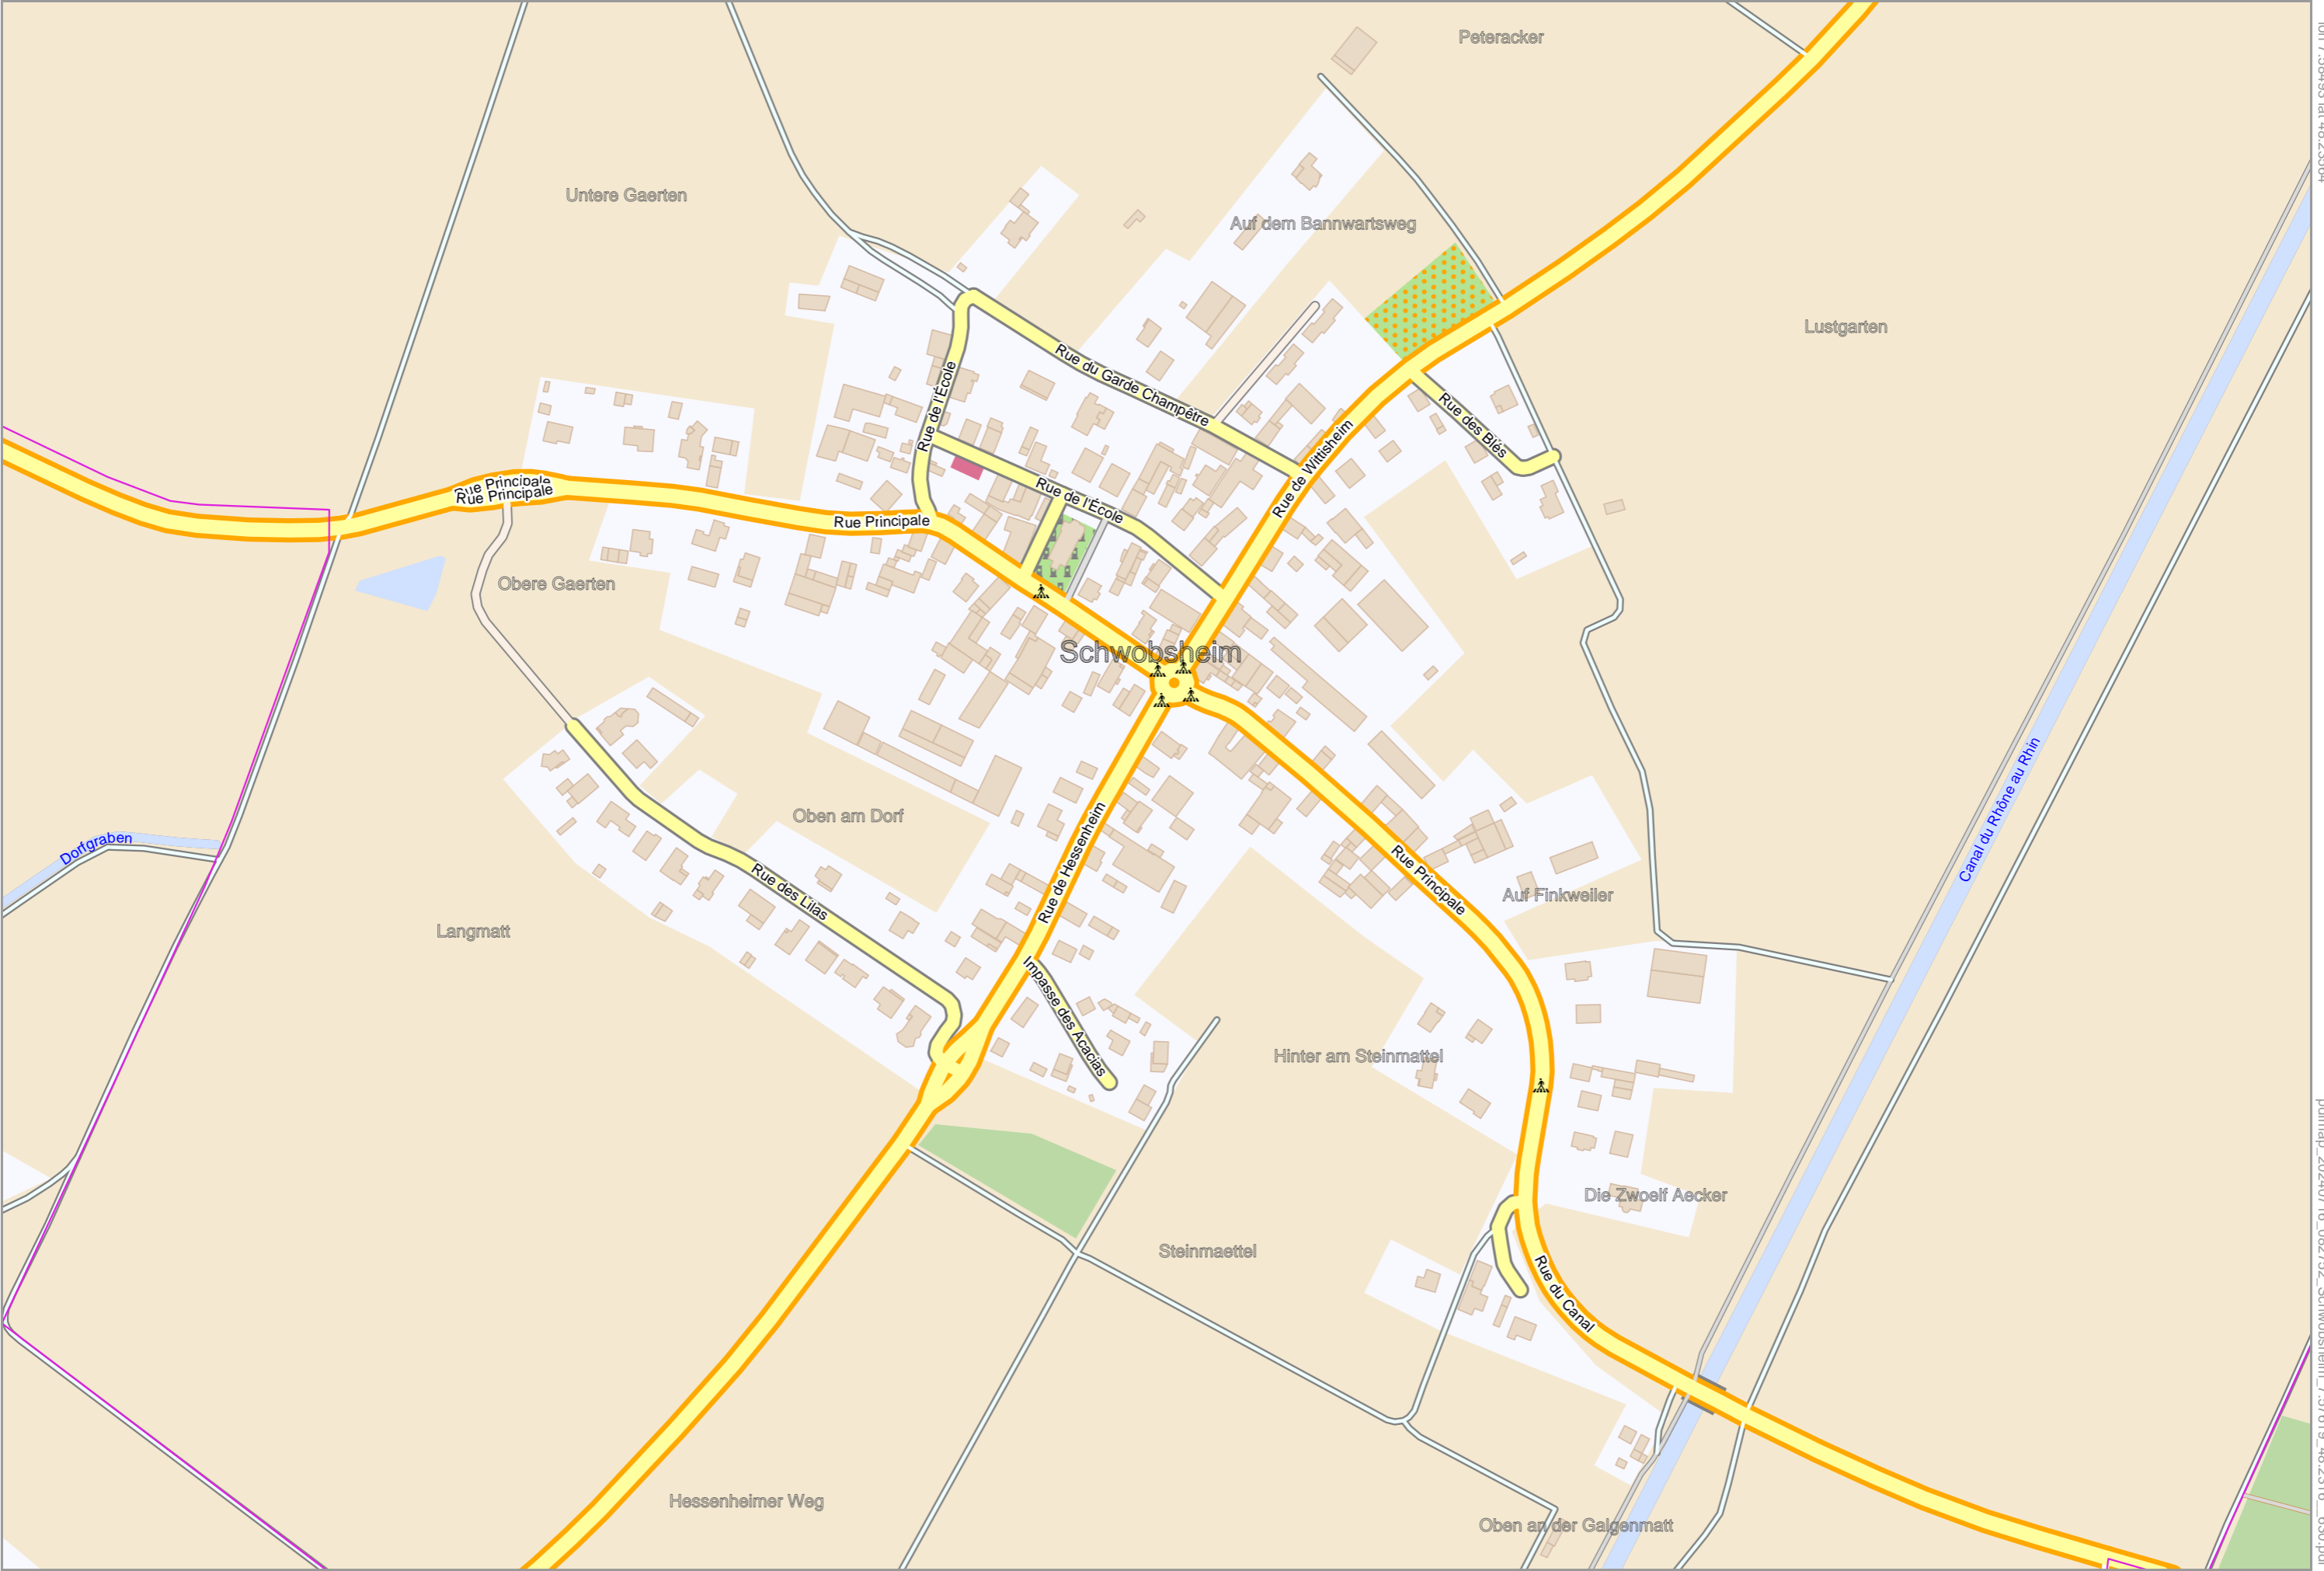 Peteracker
Untere Gaerten
Auf dem Bannwartsweg
Lustgarten
Rue du Garde Champêtre
Rue de l'École
Rue des Blés
Rue de Wittisheim
Rue Principale
Rue Principale
Rue de l'École
Rue Principale
Obere Gaerten
Schwobsheim
Canal du Rhône au Rhin
Oben am Dorf
Dorfgraben
Rue de Hessenheim
Rue Principale
Rue des Lilas
Auf Finkweiler
Langmatt
Impasse des Acacias
Hinter am Steinmattel
Die Zwoelf Aecker
Steinmaettel
Rue du Canal
Hessenheimer Weg
Oben an der Galgenmatt